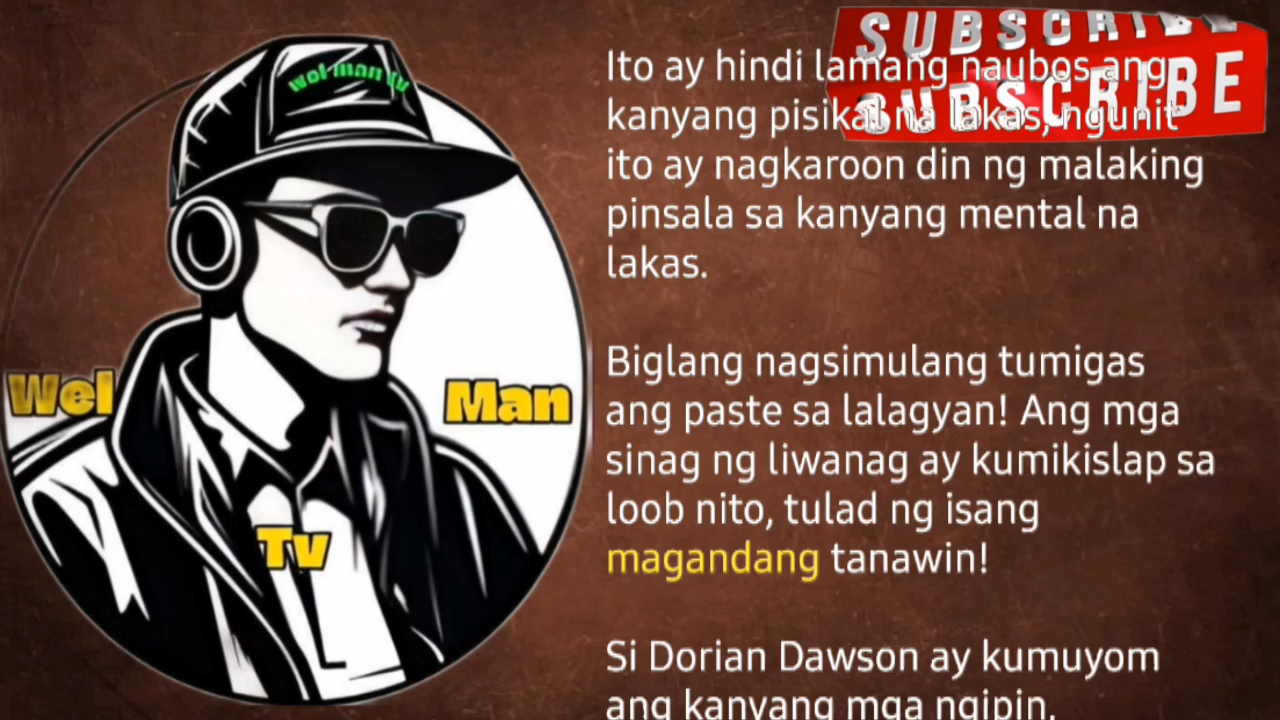 wel man tv
Wel
Man
Tv
SUBSCRIBE
SUBSCRIBE
Ito ay hindi lamang naubos ang
kanyang pisikal na lakas, ngunit
ito ay nagkaroon din ng malaking
pinsala sa kanyang mental na
lakas.
Biglang nagsimulang tumigas
ang paste sa lalagyan! Ang mga
sinag ng liwanag ay kumikislap sa
loob nito, tulad ng isang
magandang tanawin!
Si Dorian Dawson ay kumuyom
ang kanyang mga ngipin.